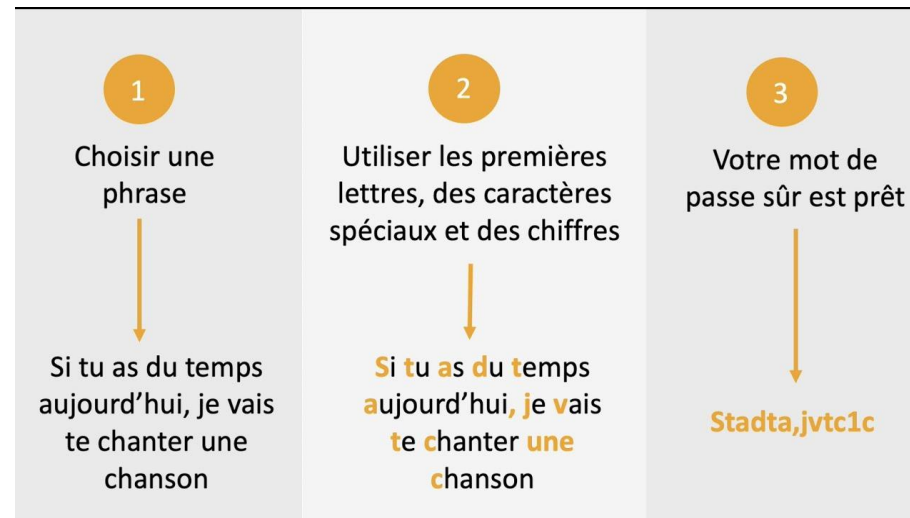 1
Choisir une
phrase
Si tu as du temps
aujourd’hui, je vais
te chanter une
chanson
2
Utiliser les premières
lettres, des caractères
spéciaux et des chiffres
Si tu as du temps
aujourd’hui, je vais
te chanter une
chanson
3
Votre mot de
passe sûr est prêt
Stadta,jvtc1c